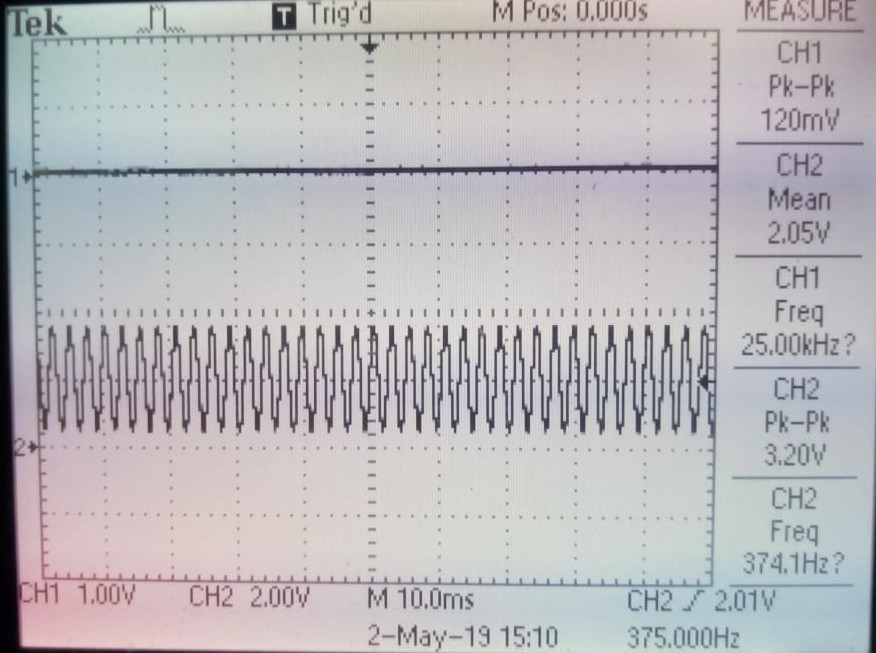 Tek T Trig'd M Pos: 0.000s MEASURE
CH1
Pk-Pk
120mV
1
CH2
Mean
2.05V
CH1
Freq
25.00kHz?
CH2
Pk-Pk
3.20V
2
CH2
Freq
374.1Hz?
CH1 1.00V CH2 2.00V M 10.0ms CH2 2.01V
2-May-19 15:10 375.000Hz